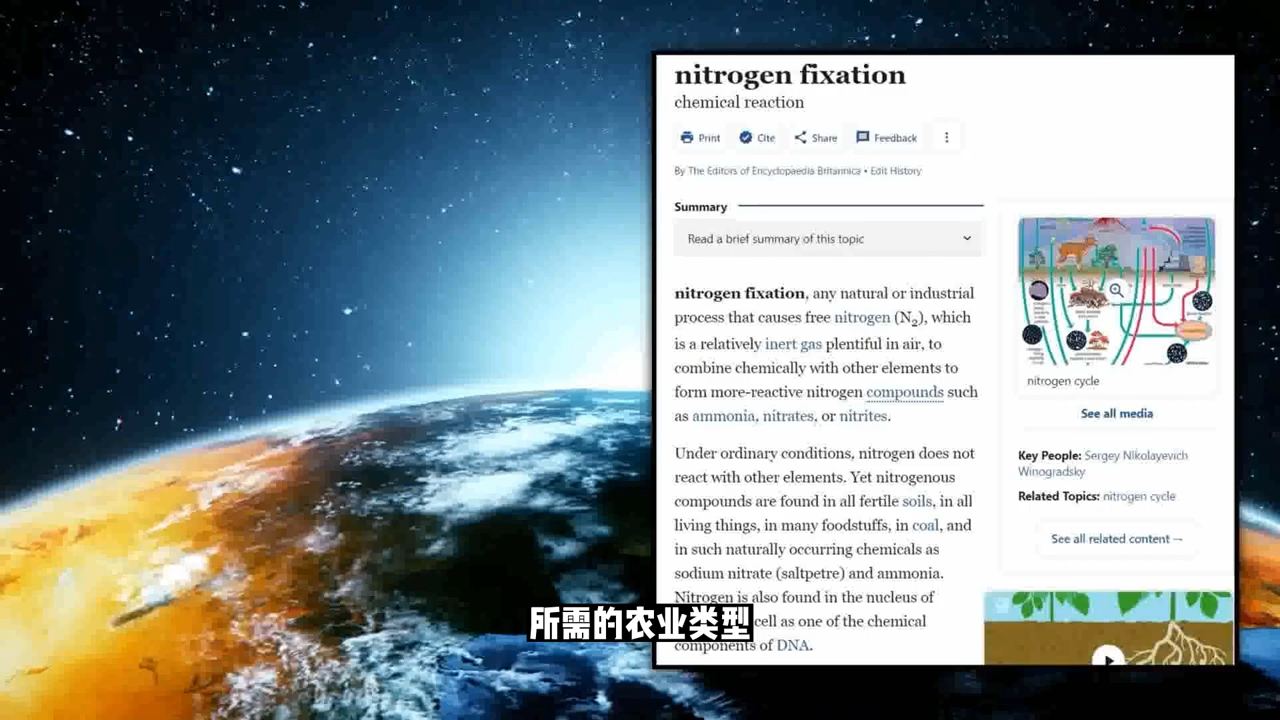 nitrogen fixation
chemical reaction
Print Cite Share Feedback
By The Editors of Encyclopaedia Britannica • Edit History
Summary
Read a brief summary of this topic
nitrogen fixation, any natural or industrial
process that causes free nitrogen (N₂), which
is a relatively inert gas plentiful in air, to
combine chemically with other elements to
form more-reactive nitrogen compounds such
as ammonia, nitrates, or nitrites.
Under ordinary conditions, nitrogen does not
react with other elements. Yet nitrogenous
compounds are found in all fertile soils, in all
living things, in many foodstuffs, in coal, and
in such naturally occurring chemicals as
sodium nitrate (saltpetre) and ammonia.
Nitrogen is also found in the nucleus of
cell as one of the chemical
components of DNA.
nitrogen cycle
See all media
Key People: Sergey Nikolayevich
Winogradsky
Related Topics: nitrogen cycle
See all related content →
所需的农业类型